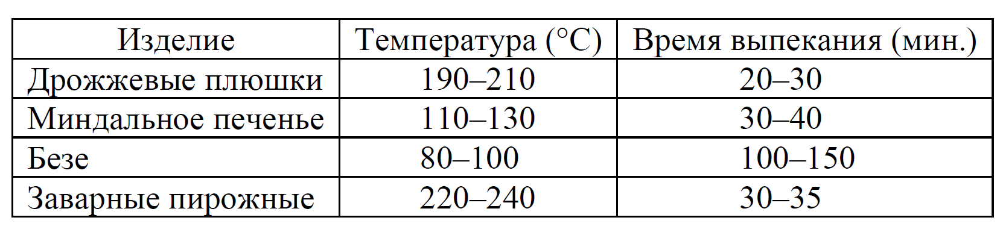 Изделие Температура (°C) Время выпекания (мин.)
Дрожжевые плюшки 190–210 20–30
Миндальное печенье 110–130 30–40
Безе 80–100 100–150
Заварные пирожные 220–240 30–35